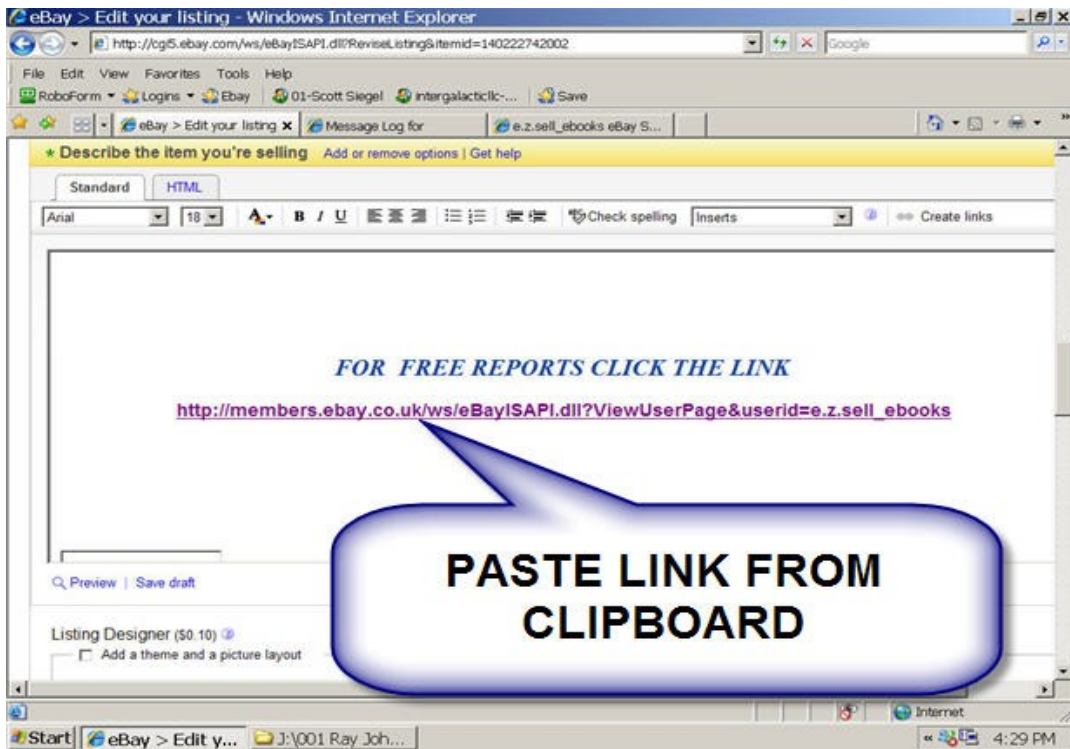 eBay > Edit your listing - Windows Internet Explorer
http://cgi5.ebay.com/ws/eBayISAPI.dll?ReviseListing&itemid=140222742002 Google
File Edit View Favorites Tools Help
RoboForm Logins Ebay 01-Scott Siegel intergalacticllc-... Save
eBay > Edit your listing Message Log for e.z.sell_ebooks eBay S...
* Describe the item you're selling Add or remove options | Get help
Standard HTML
Arial 18 A B I U Check spelling Inserts Create links
FOR FREE REPORTS CLICK THE LINK
http://members.ebay.co.uk/ws/eBayISAPI.dll?ViewUserPage&userid=e.z.sell_ebooks
PASTE LINK FROM
CLIPBOARD
Preview | Save draft
Listing Designer ($0.10)
Add a theme and a picture layout
Internet
Start eBay > Edit y... J:\001 Ray Joh... « 4:29 PM